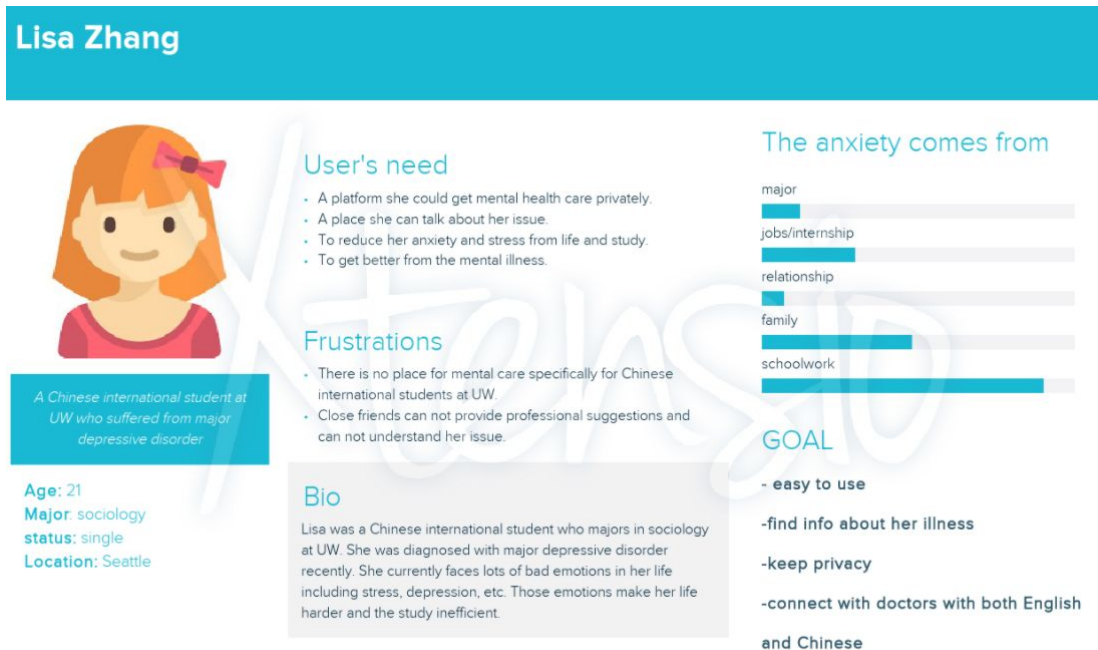 Lisa Zhang
A Chinese international student at
UW who suffered from major
depressive disorder
Age: 21
Major: sociology
status: single
Location: Seattle
User's need
• A platform she could get mental health care privately.
• A place she can talk about her issue.
• To reduce her anxiety and stress from life and study.
• To get better from the mental illness.
Frustrations
• There is no place for mental care specifically for Chinese
international students at UW.
• Close friends can not provide professional suggestions and
can not understand her issue.
Bio
Lisa was a Chinese international student who majors in sociology
at UW. She was diagnosed with major depressive disorder
recently. She currently faces lots of bad emotions in her life
including stress, depression, etc. Those emotions make her life
harder and the study inefficient.
The anxiety comes from
major
jobs/internship
relationship
family
schoolwork
GOAL
- easy to use
-find info about her illness
-keep privacy
-connect with doctors with both English
and Chinese
Xtensio